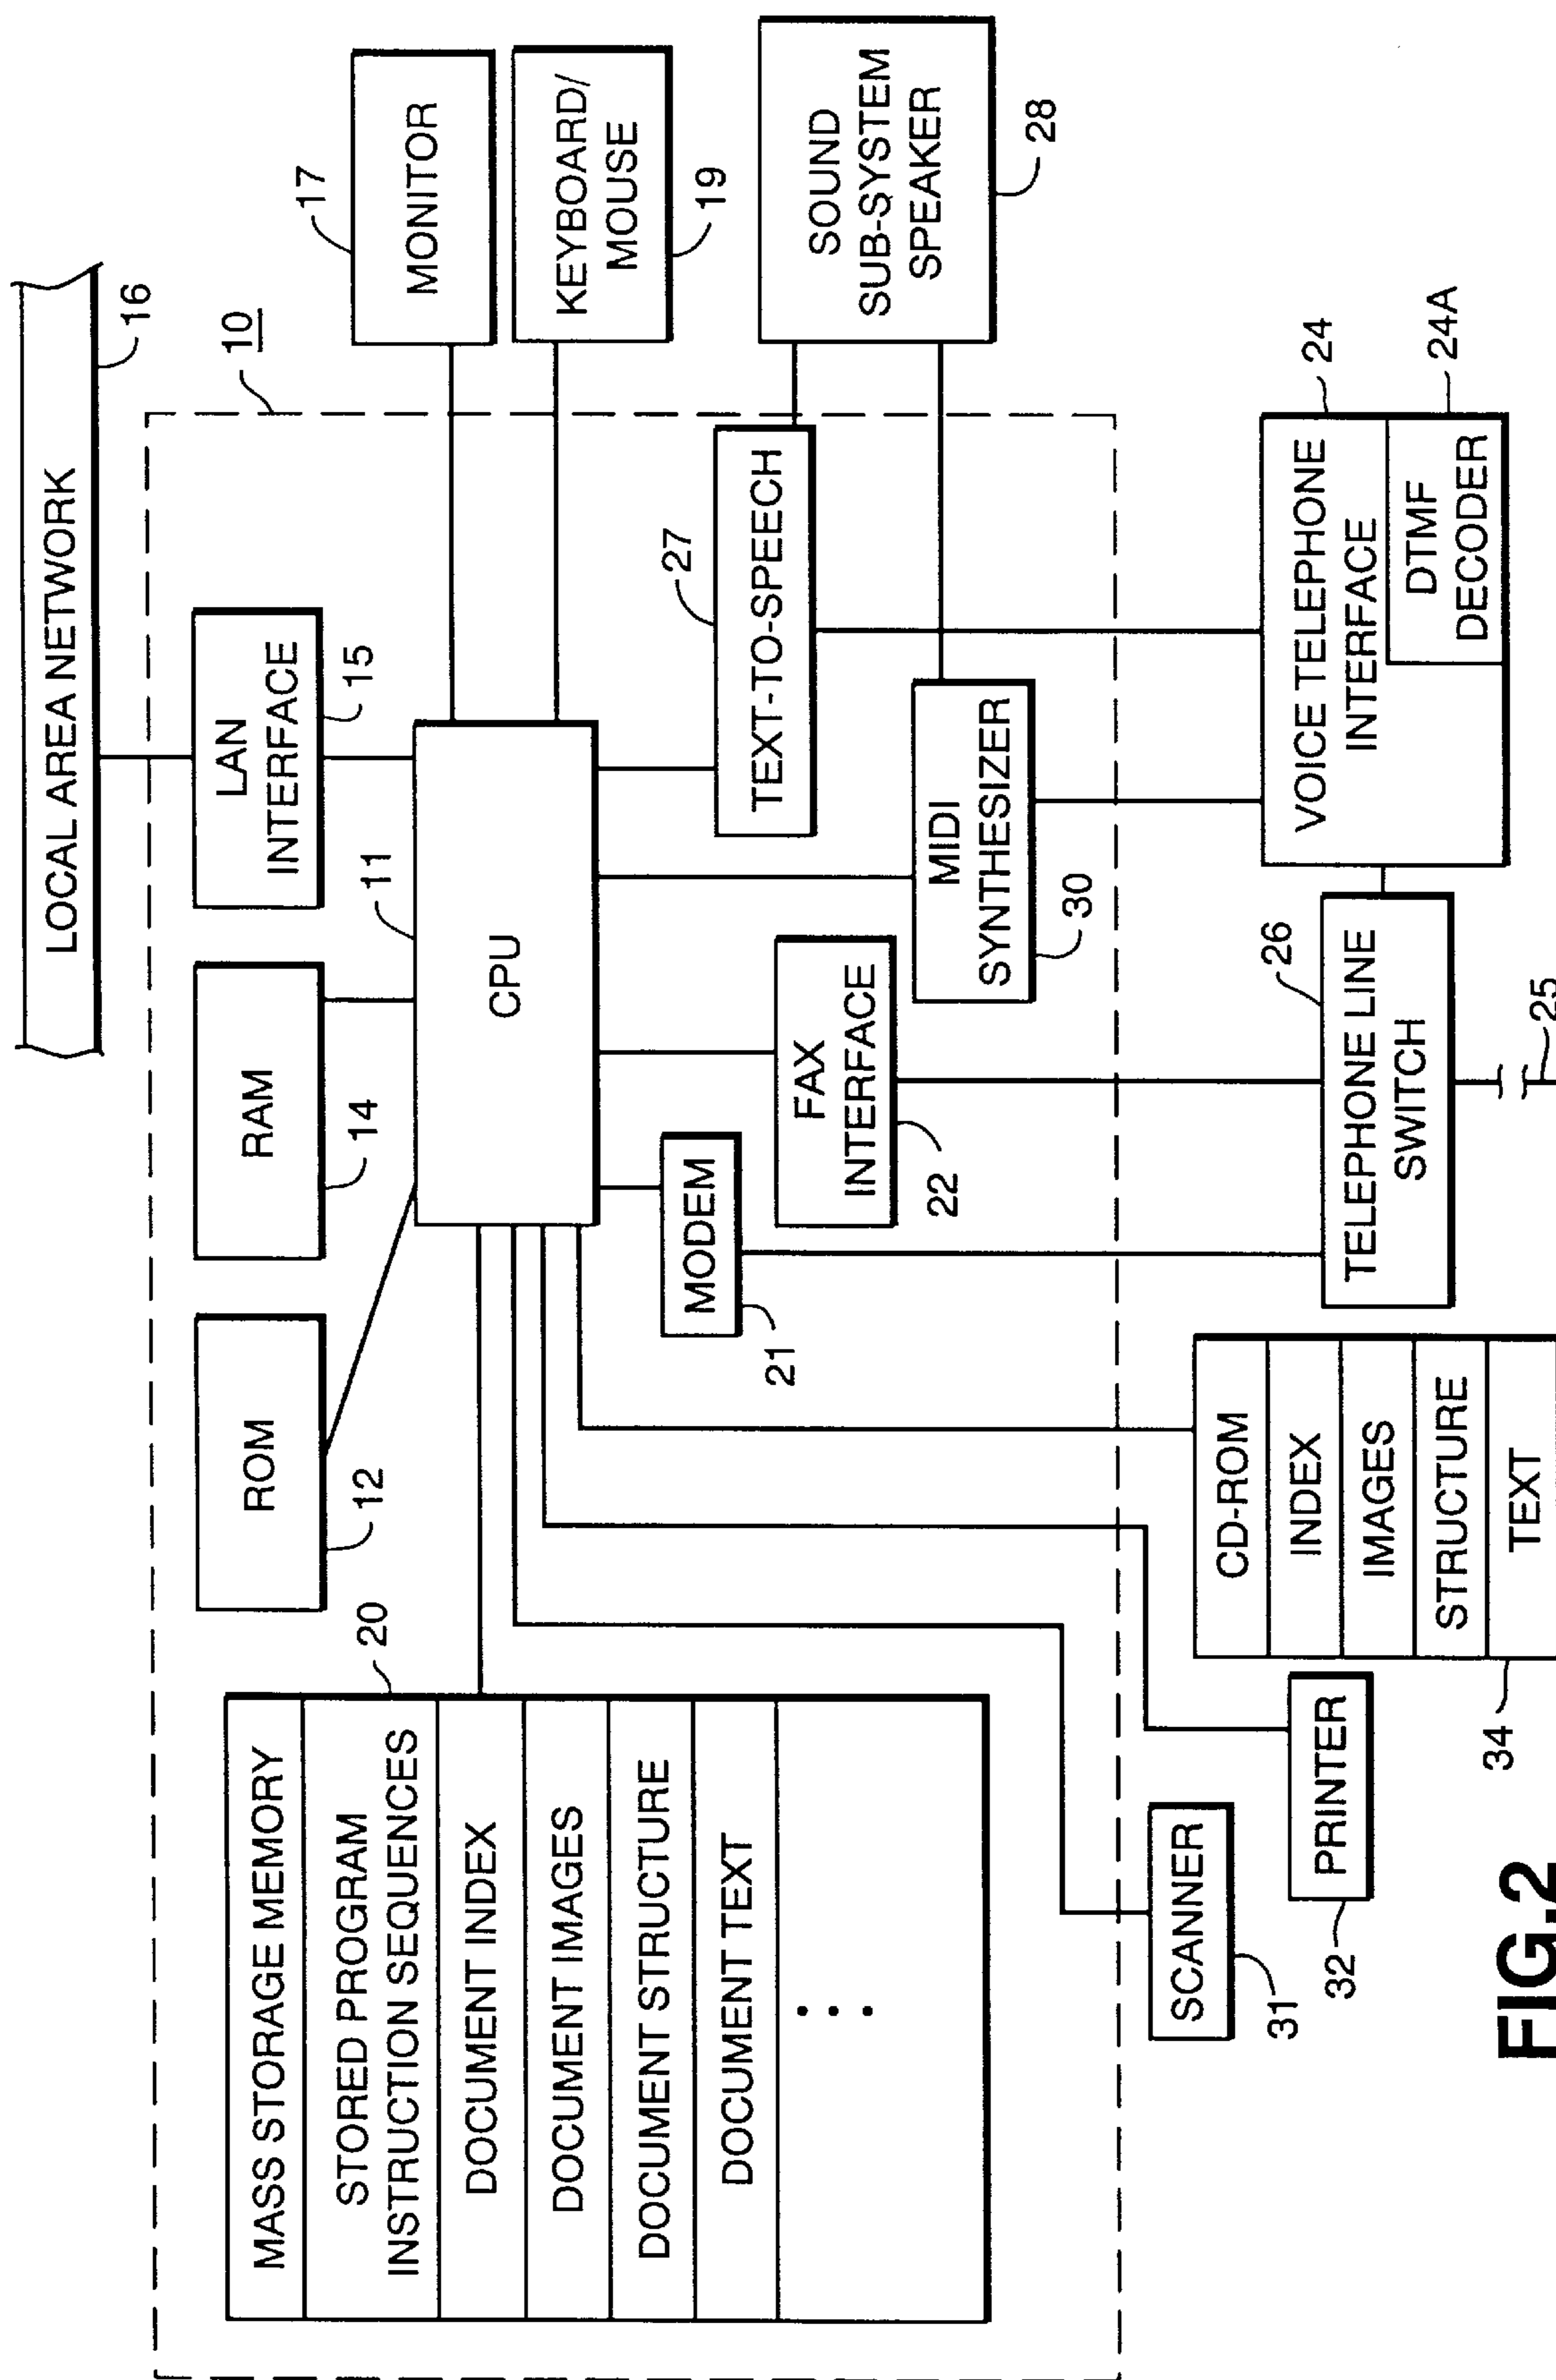 LOCAL AREA NETWORK
16
10
ROM
12
RAM
14
LAN
INTERFACE
15
17
MONITOR
KEYBOARD/
MOUSE
19
11
CPU
20
MASS STORAGE MEMORY
STORED PROGRAM
INSTRUCTION SEQUENCES
DOCUMENT INDEX
DOCUMENT IMAGES
DOCUMENT STRUCTURE
DOCUMENT TEXT
MODEM
21
FAX
INTERFACE
22
MIDI
SYNTHESIZER
30
27
TEXT-TO-SPEECH
SOUND
SUB-SYSTEM
SPEAKER
28
SCANNER
31
PRINTER
32
CD-ROM
INDEX
IMAGES
STRUCTURE
TEXT
34
26
TELEPHONE LINE
SWITCH
25
24
VOICE TELEPHONE
INTERFACE
24A
DTMF
DECODER
FIG.2